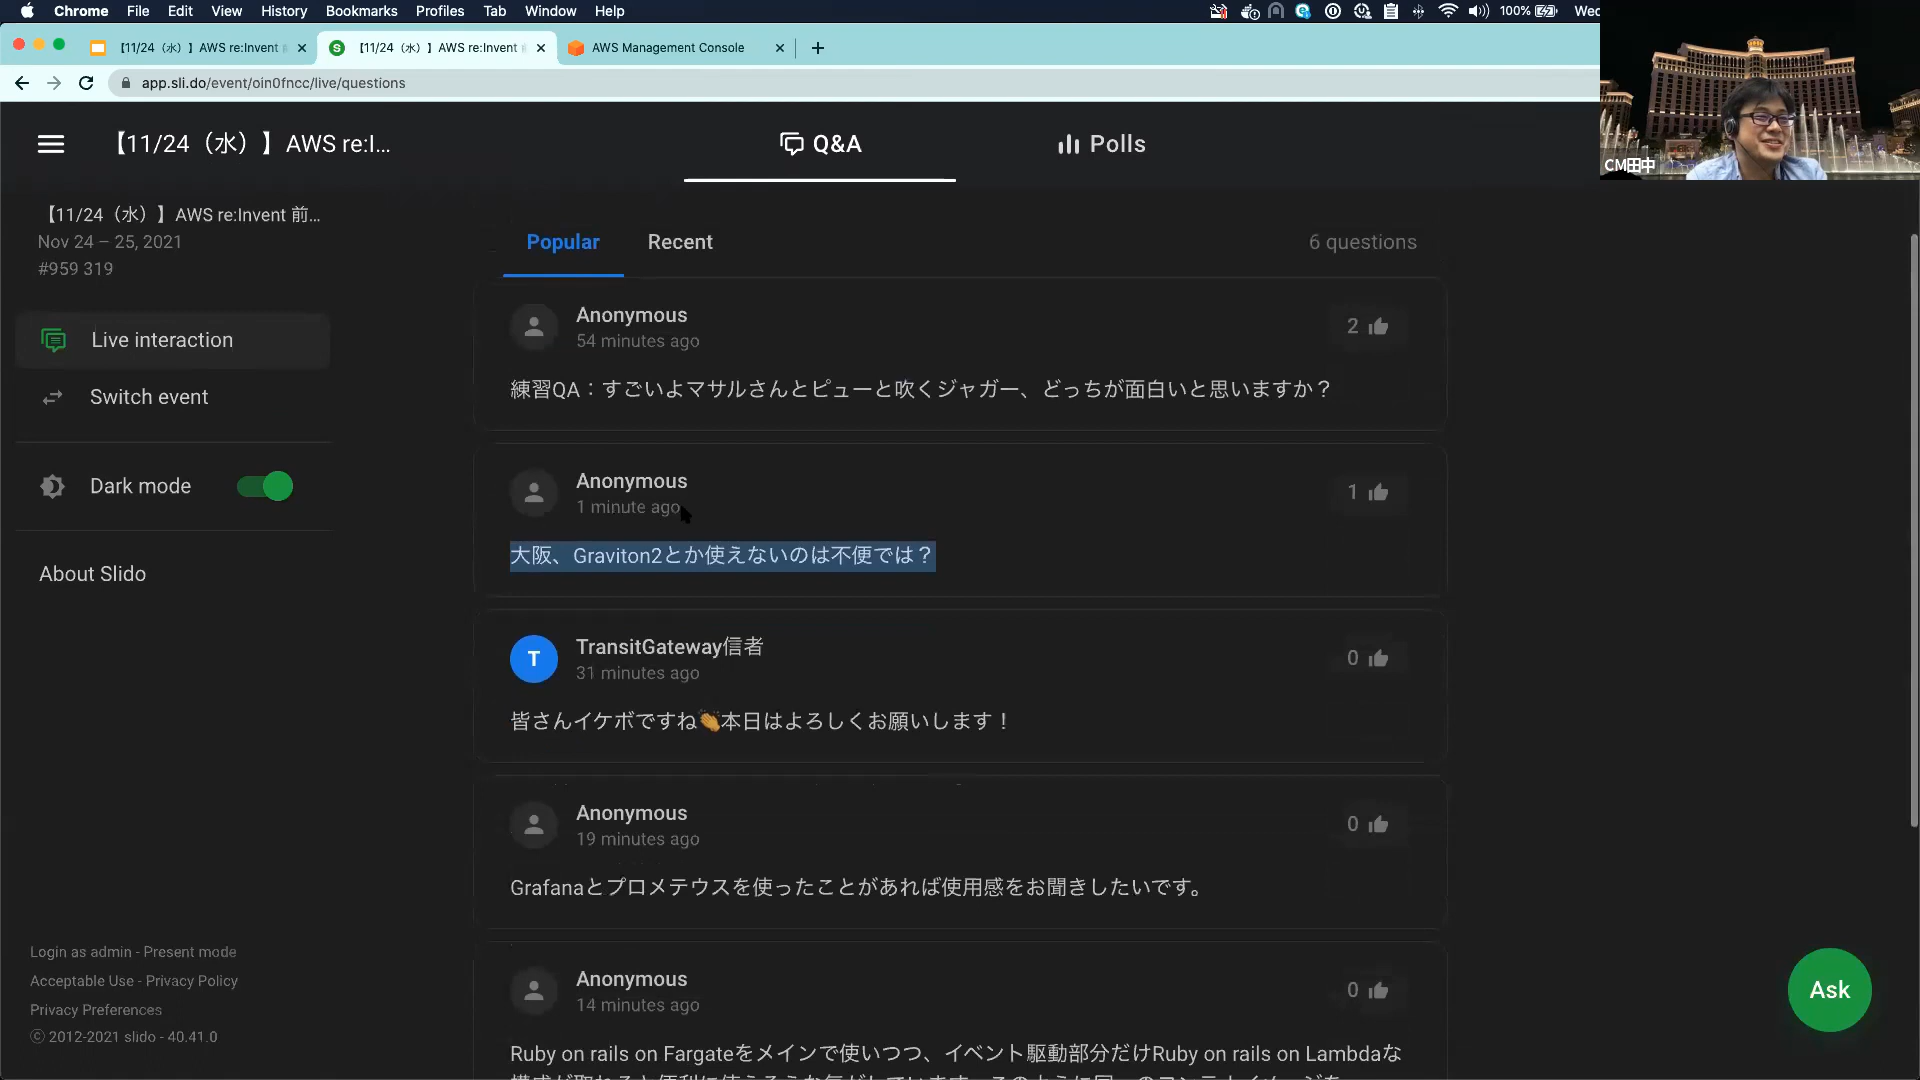 Chrome File Edit View History Bookmarks Profiles Tab Window Help 100% Wec
【11/24（水）】AWS re:Invent 【11/24（水）】AWS re:Invent AWS Management Console
app.sli.do/event/oin0fncc/live/questions
CM田中
【11/24（水）】AWS re:I...
Q&A
Polls
【11/24（水）】AWS re:Invent 前...
Nov 24 – 25, 2021
#959 319
Live interaction
Switch event
Dark mode
About Slido
Login as admin - Present mode
Acceptable Use - Privacy Policy
Privacy Preferences
© 2012-2021 slido - 40.41.0
Popular Recent 6 questions
Anonymous
54 minutes ago
2
練習QA：すごいよマサルさんとピューと吹くジャガー、どっちが面白いと思いますか？
Anonymous
1 minute ago
1
大阪、Graviton2とか使えないのは不便では？
T
TransitGateway信者
31 minutes ago
0
皆さんイケボですね👏本日はよろしくお願いします！
Anonymous
19 minutes ago
0
Grafanaとプロメテウスを使ったことがあれば使用感をお聞きしたいです。
Anonymous
14 minutes ago
0
Ruby on rails on Fargateをメインで使いつつ、イベント駆動部分だけRuby on rails on Lambdaな
Ask